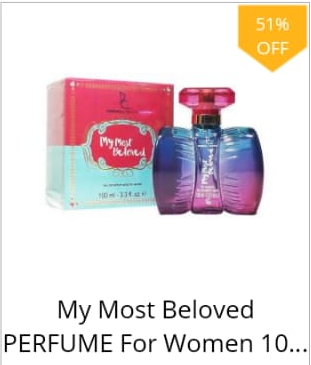 51%
OFF
My Most
Beloved
100 ml - 3.3 fl. oz
My Most Beloved
PERFUME For Women 10...